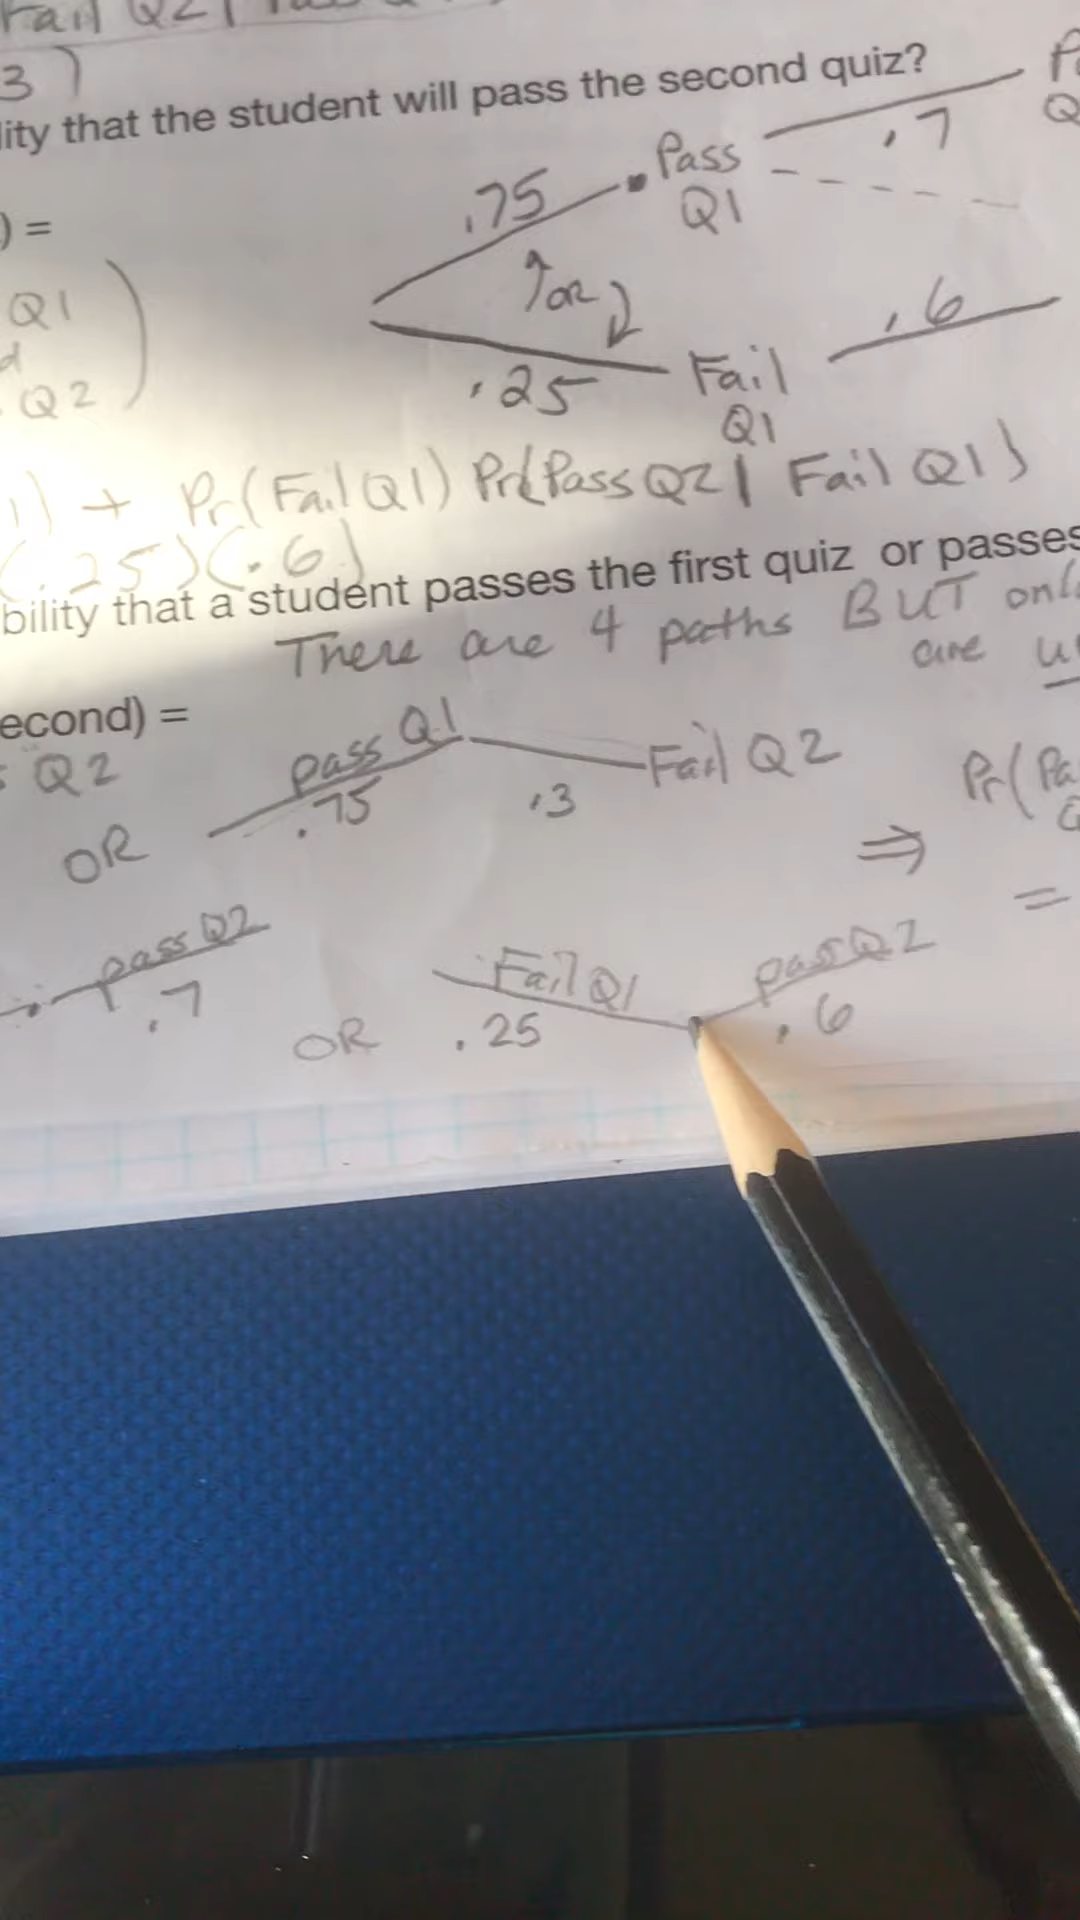 Fail Q2 |
3)
lity that the student will pass the second quiz?
.75 Pass Q1 .7
) =
Q1
Q2
↑or↓
.25 Fail Q1 .6
1) + Pr(Fail Q1) Pr{Pass Q2 | Fail Q1}
(.25)(.6)
bility that a student passes the first quiz or passes
There are 4 paths BUT
are
econd) =
Q2
OR pass Q1 .75 .3 Fail Q2
⇒ Pr(Pa
=
pass Q2 .7
OR Fail Q1 .25 pass Q2 .6